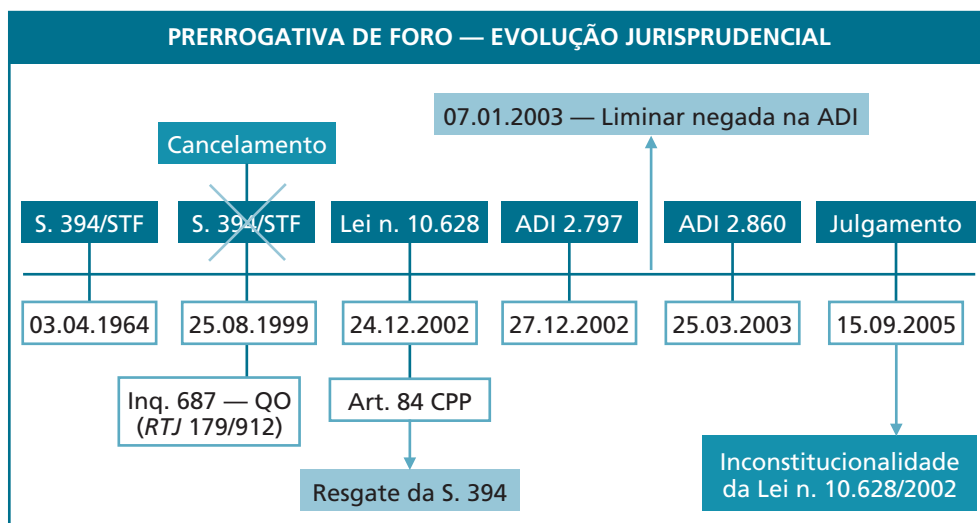 PRERROGATIVA DE FORO — EVOLUÇÃO JURISPRUDENCIAL
07.01.2003 — Liminar negada na ADI
Cancelamento
S. 394/STF
S. 394/STF
Lei n. 10.628
ADI 2.797
ADI 2.860
Julgamento
03.04.1964
25.08.1999
24.12.2002
27.12.2002
25.03.2003
15.09.2005
Inq. 687 — QO
(RTJ 179/912)
Art. 84 CPP
Resgate da S. 394
Inconstitucionalidade
da Lei n. 10.628/2002